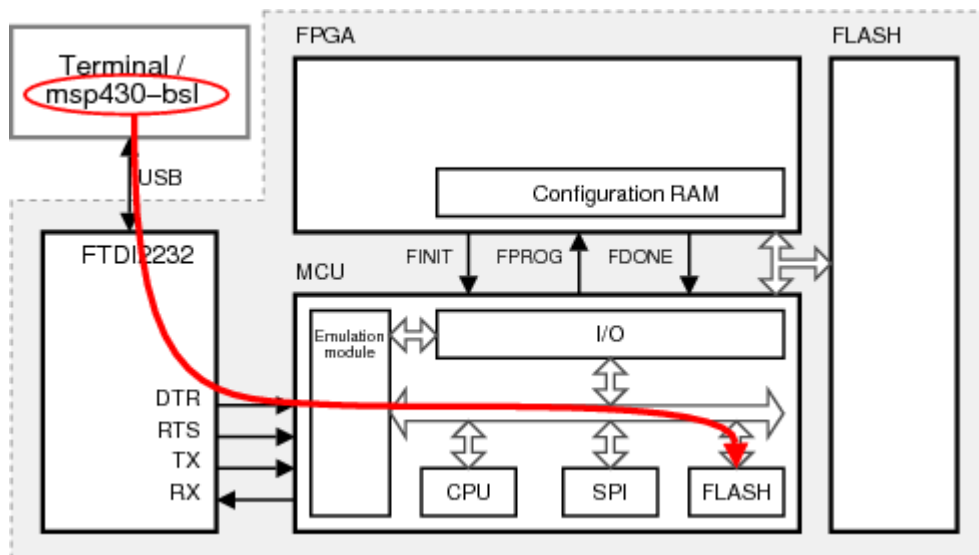 FPGA
FLASH
Terminal /
msp430-bsl
Configuration RAM
USB
FTDI2232
FINIT
FPROG
FDONE
MCU
Emulation
module
I/O
DTR
RTS
TX
RX
CPU
SPI
FLASH